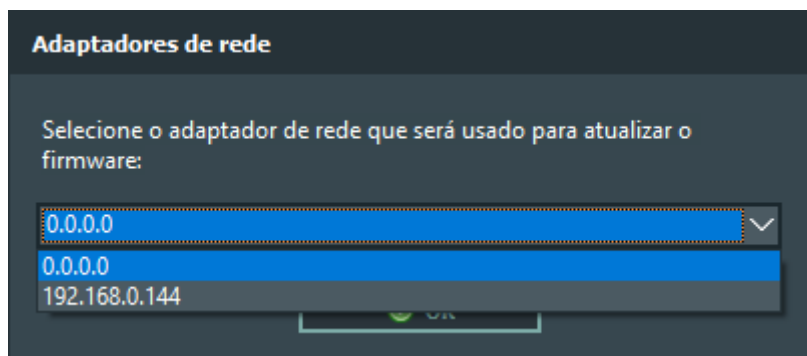 Adaptadores de rede
Selecione o adaptador de rede que será usado para atualizar o
firmware:
0.0.0.0
0.0.0.0
192.168.0.144